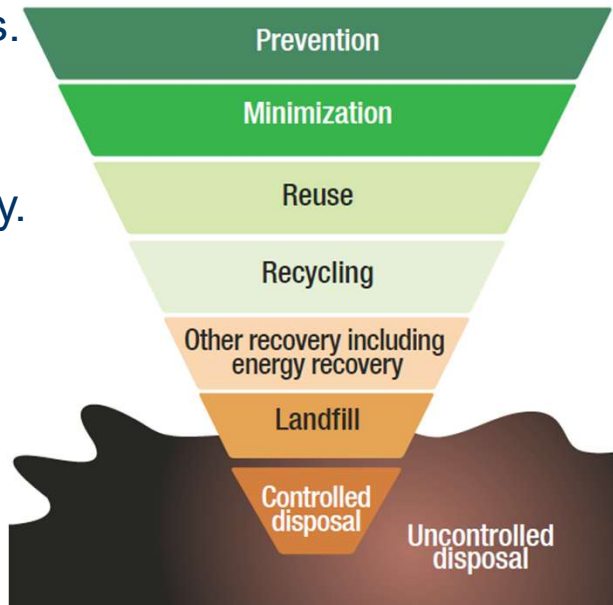 s.
Prevention
Minimization
y.
Reuse
Recycling
Other recovery including
energy recovery
Landfill
Controlled
disposal
Uncontrolled
disposal